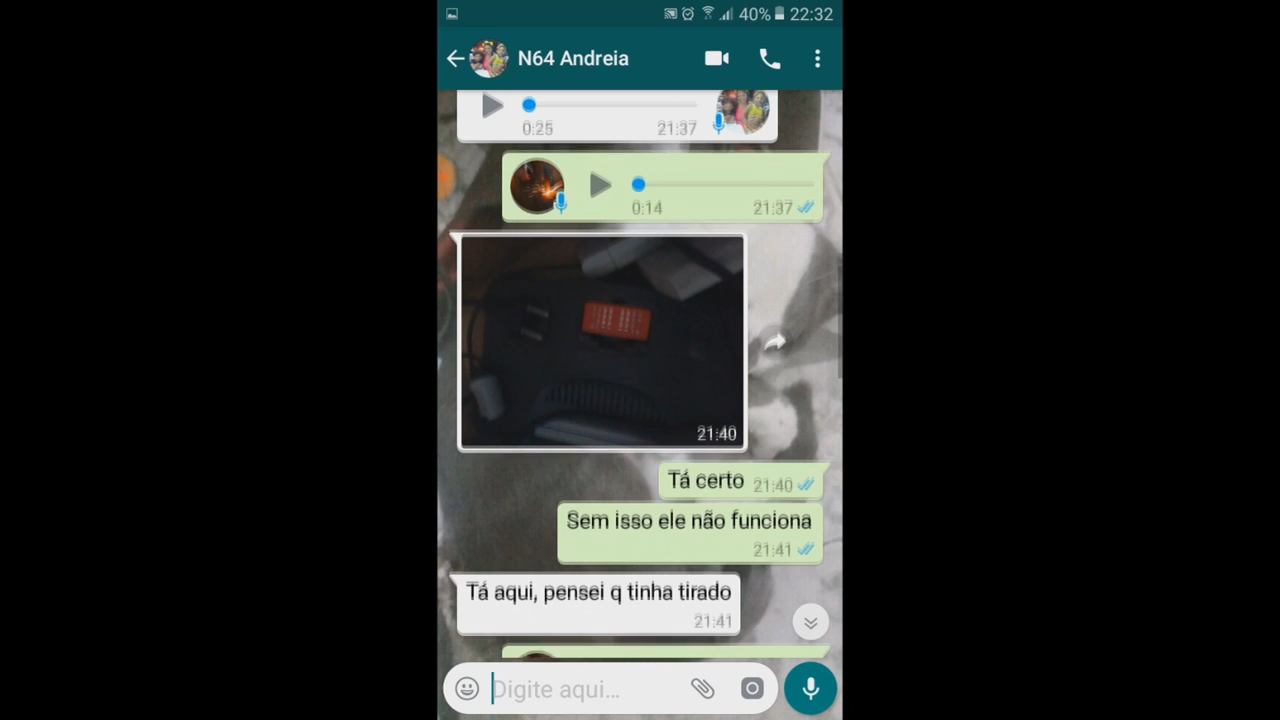 40% 22:32
N64 Andreia
0:25 21:37
0:14 21:37
21:40
Tá certo 21:40
Sem isso ele não funciona
21:41
Tá aqui, pensei q tinha tirado
21:41
Digite aqui...